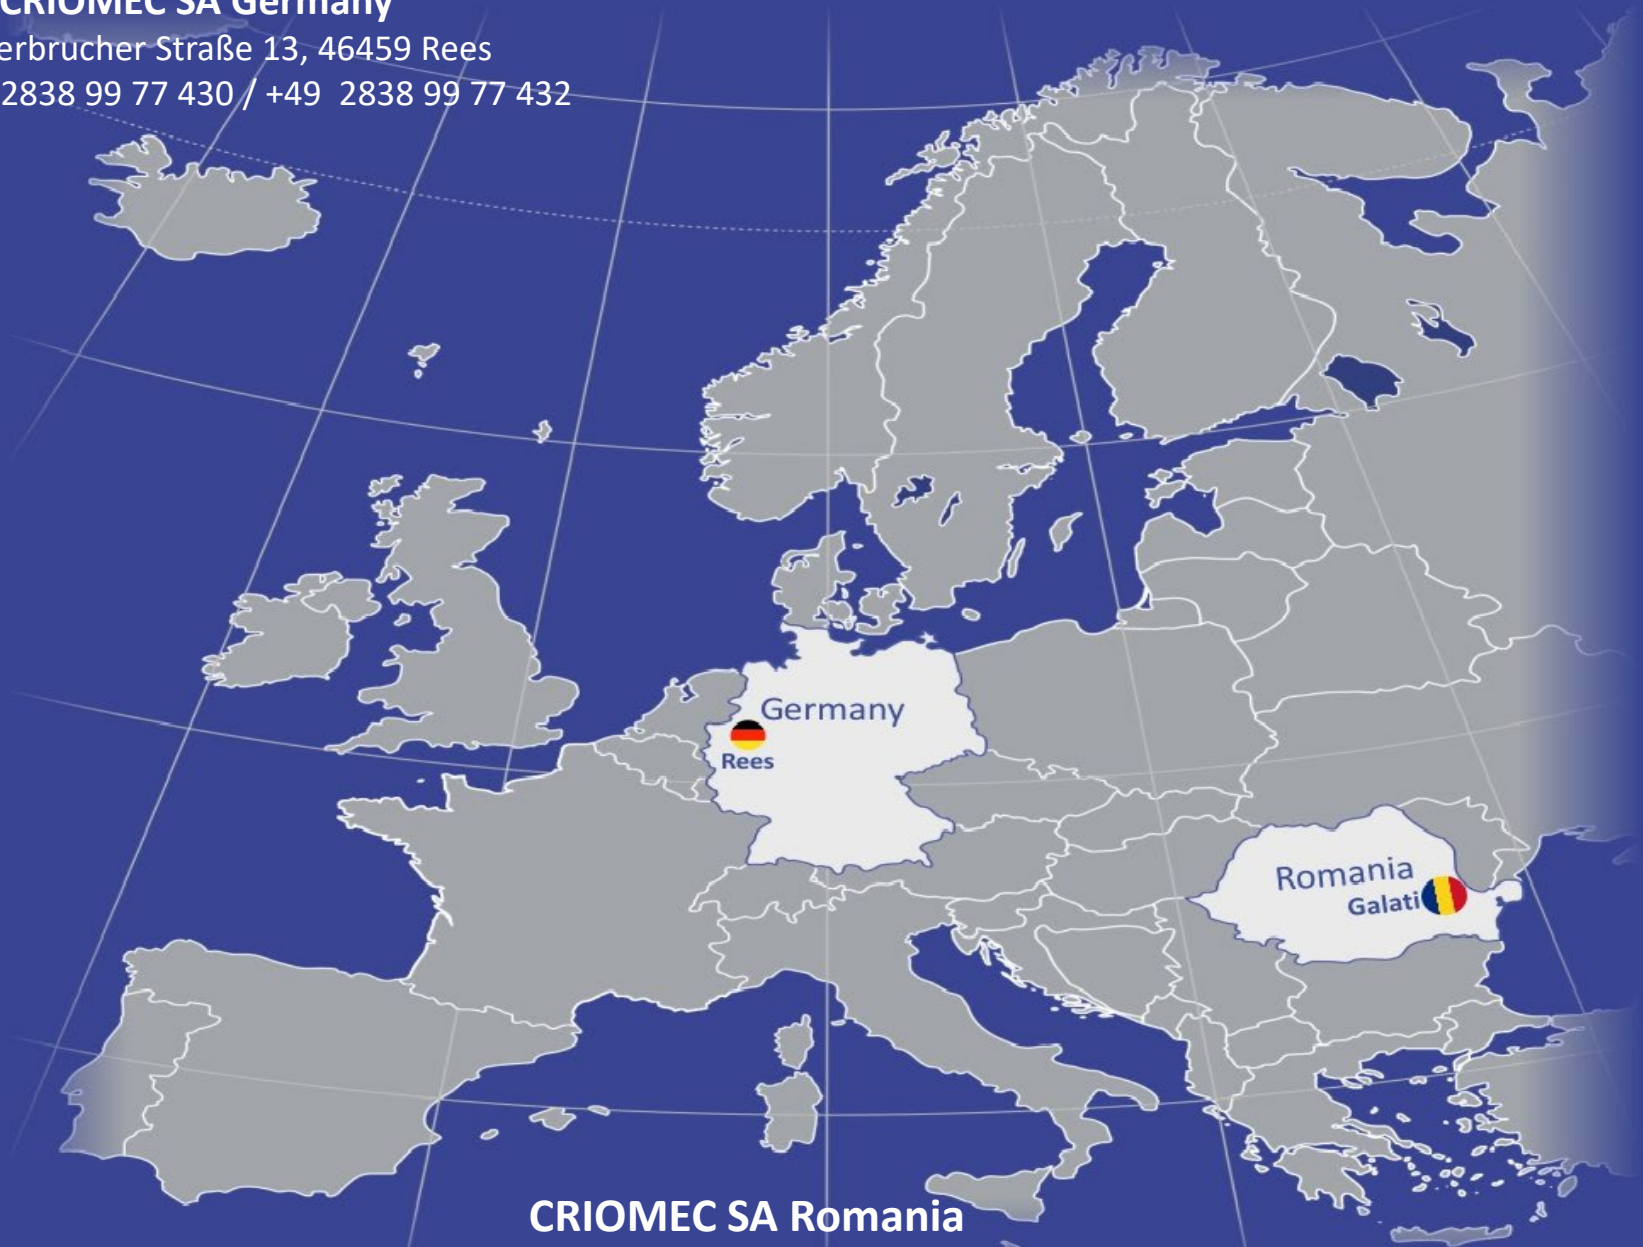 CRIOMEC SA Germany
erbrucher Straße 13, 46459 Rees
2838 99 77 430 / +49 2838 99 77 432
Germany
Rees
Romania
Galati
CRIOMEC SA Romania